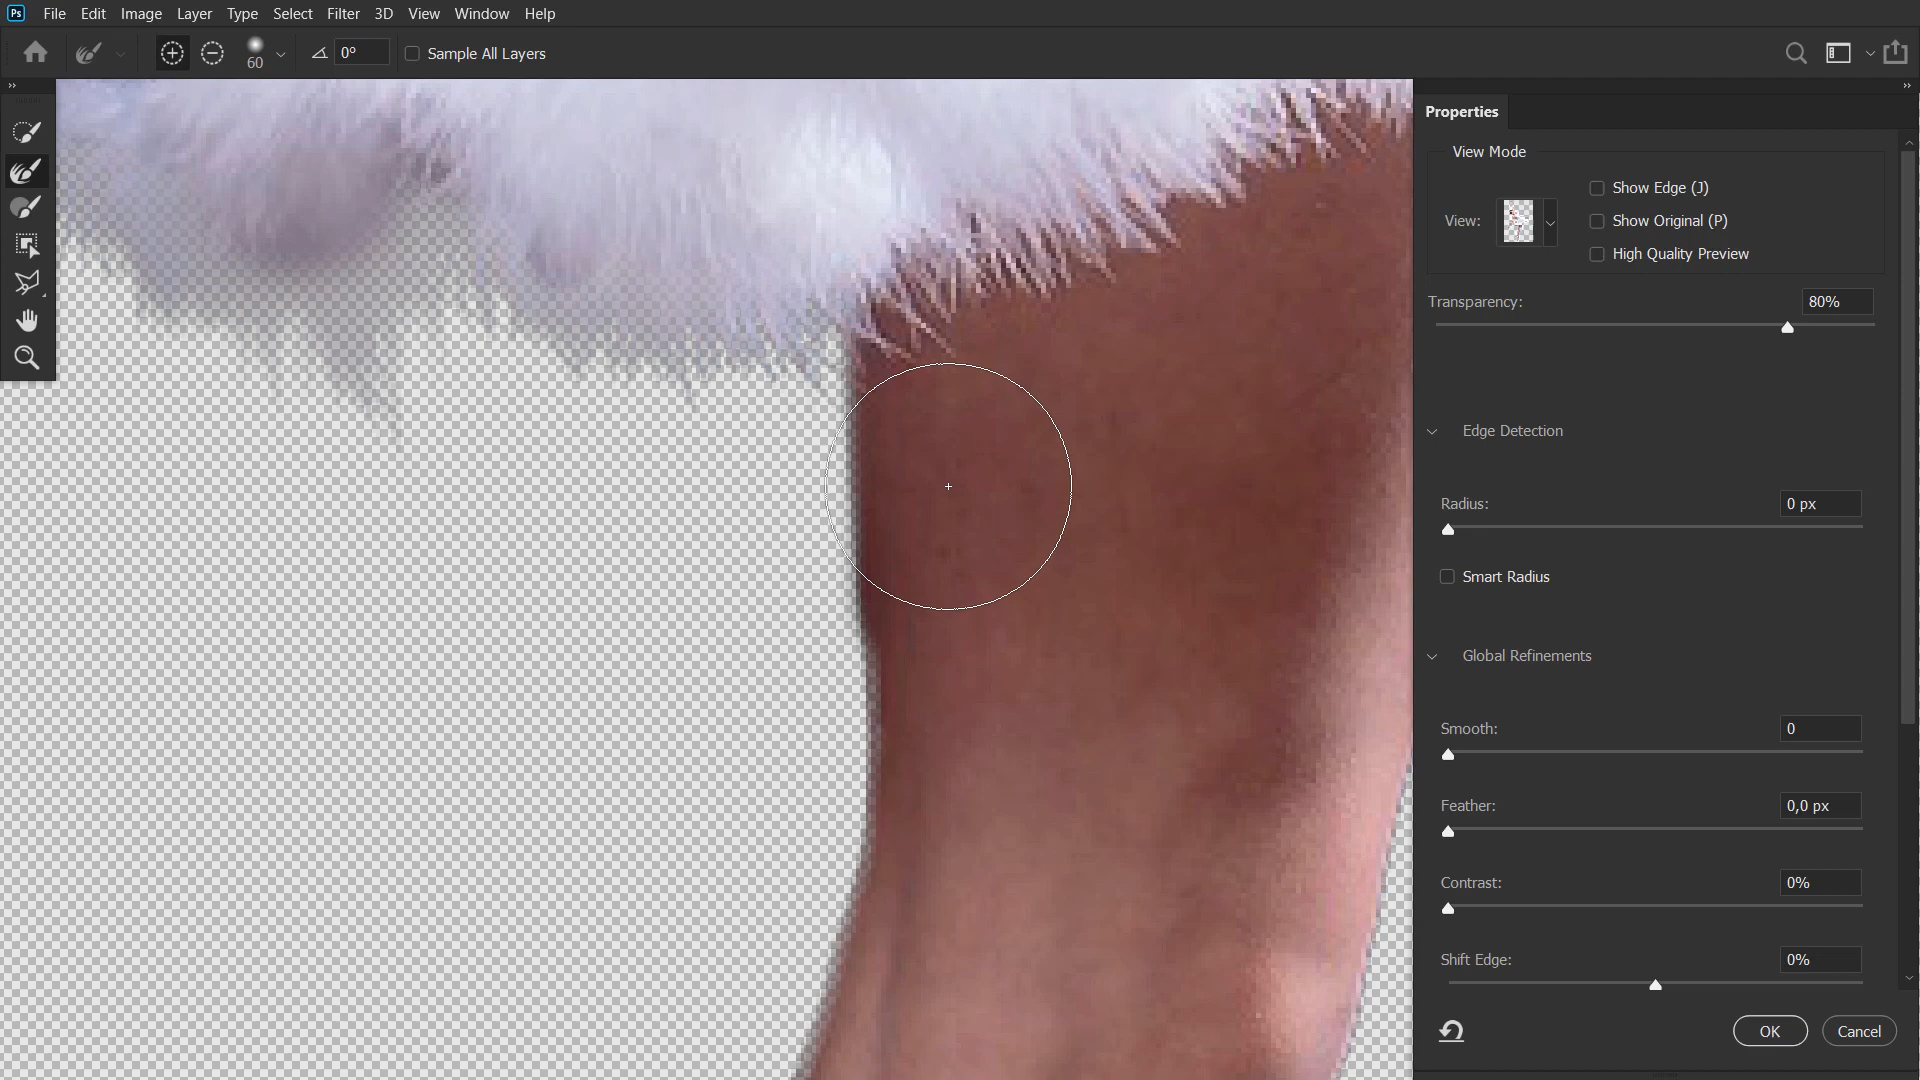 Ps File Edit Image Layer Type Select Filter 3D View Window Help
60 0° Sample All Layers
Properties
View Mode
Show Edge (J)
View: Show Original (P)
High Quality Preview
Transparency: 80%
Edge Detection
Radius: 0 px
Smart Radius
Global Refinements
Smooth: 0
Feather: 0,0 px
Contrast: 0%
Shift Edge: 0%
OK Cancel